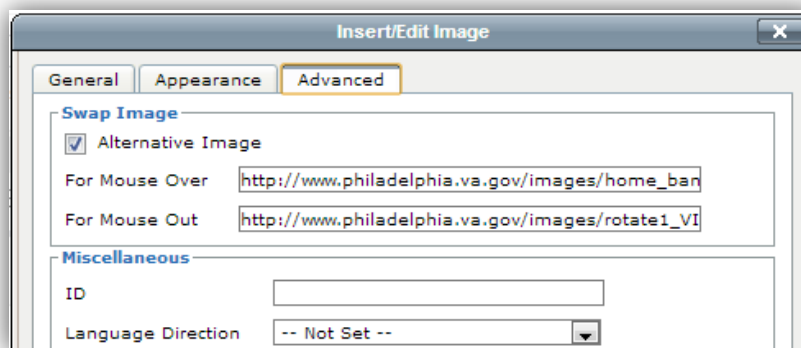 Insert/Edit Image
General Appearance Advanced
Swap Image
Alternative Image
For Mouse Over http://www.philadelphia.va.gov/images/home_ban
For Mouse Out http://www.philadelphia.va.gov/images/rotate1_VI
Miscellaneous
ID
Language Direction -- Not Set --